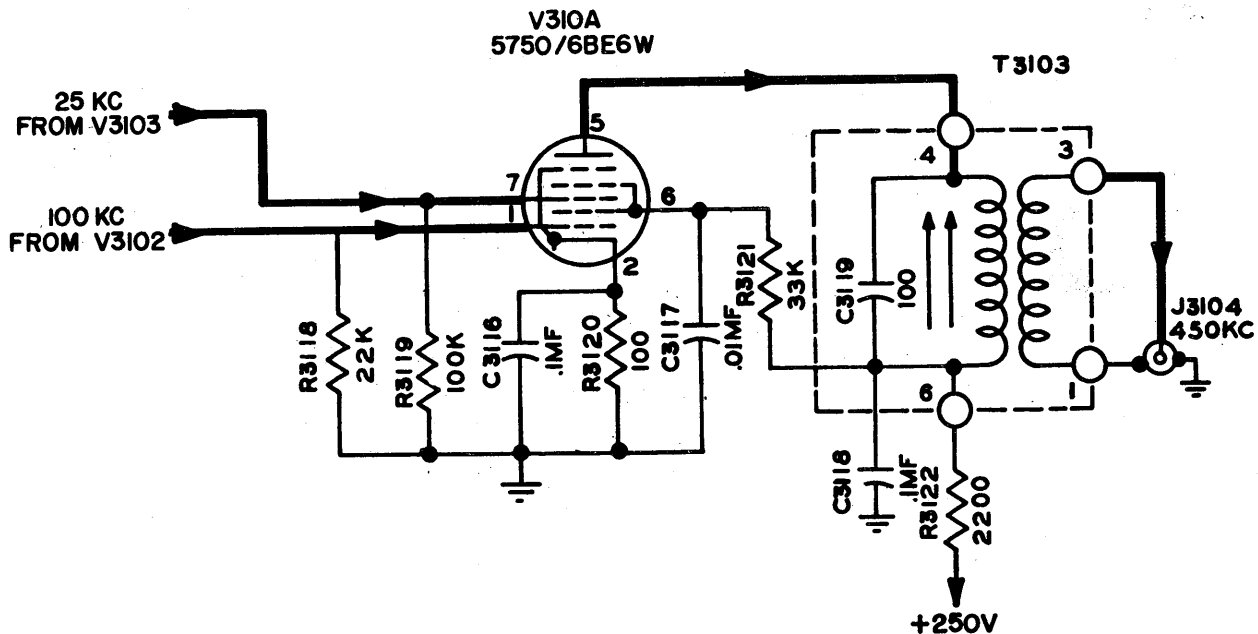 V310A
5750/6BE6W
T3103
25 KC
FROM V3103
100 KC
FROM V3102
5
7
1
6
2
4
3
6
1
R3118
22K
R3119
100K
C3116
.1MF
R3120
100
C3117
.01MF
R3121
33K
C3119
100
J3104
450KC
C3118
.1MF
R3122
2200
+250V